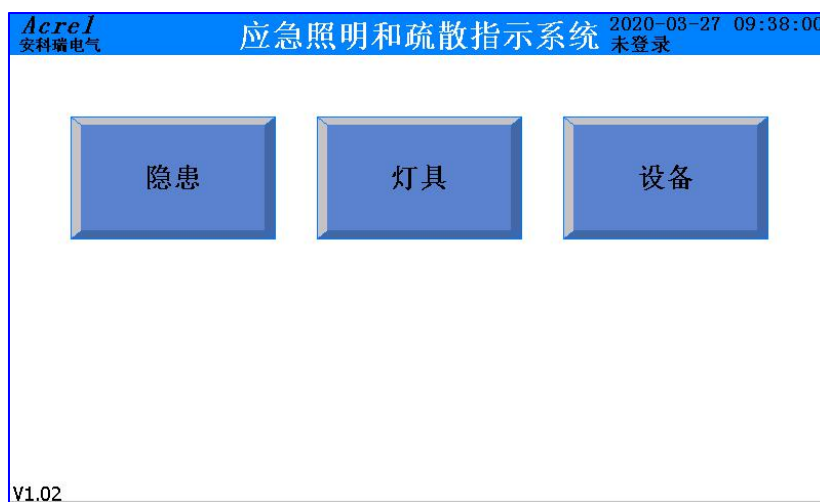 Acrel
安科瑞电气
应急照明和疏散指示系统
2020-03-27 09:38:00
未登录
隐患
灯具
设备
V1.02